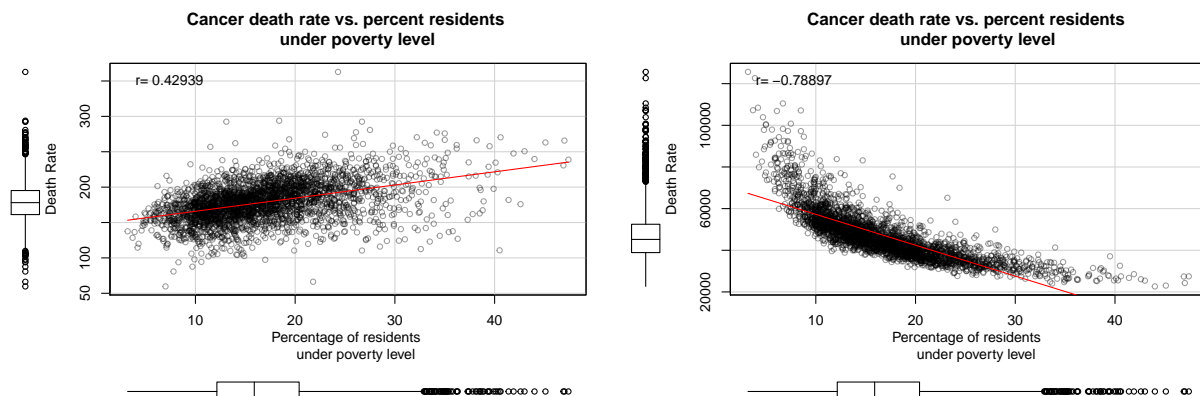 Cancer death rate vs. percent residents
under poverty level
r= 0.42939
Death Rate
50
100
200
300
10
20
30
40
Percentage of residents
under poverty level
Cancer death rate vs. percent residents
under poverty level
r= −0.78897
Death Rate
20000
60000
100000
10
20
30
40
Percentage of residents
under poverty level